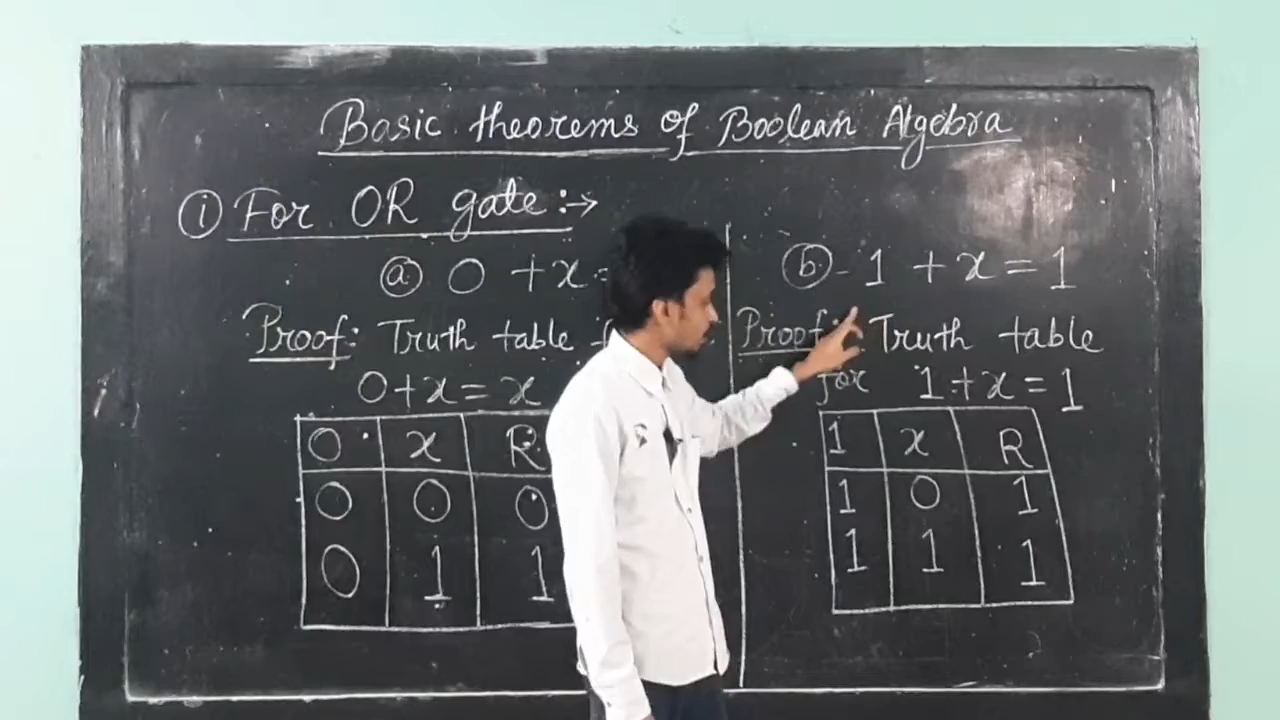 Basic theorems of Boolean Algebra
i For OR gate :→
a 0 + x =
Proof: Truth table
0 + x = x
0 x R
0 0 0
0 1 1
b - 1 + x = 1
Proof: Truth table
for 1 + x = 1
1 x R
1 0 1
1 1 1